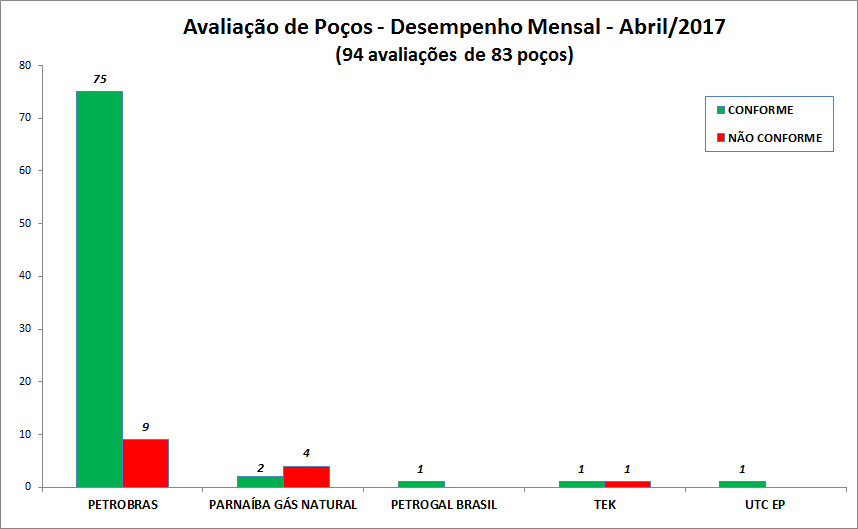 Avaliação de Poços - Desempenho Mensal - Abril/2017
(94 avaliações de 83 poços)
80
70
60
50
40
30
20
10
0
75
9
2
4
1
1
1
1
CONFORME
NÃO CONFORME
PETROBRAS
PARNAÍBA GÁS NATURAL
PETROGAL BRASIL
TEK
UTC EP